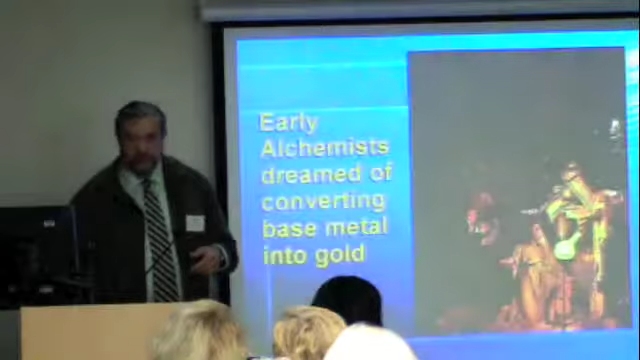 Early
Alchemists
dreamed of
converting
base metal
into gold